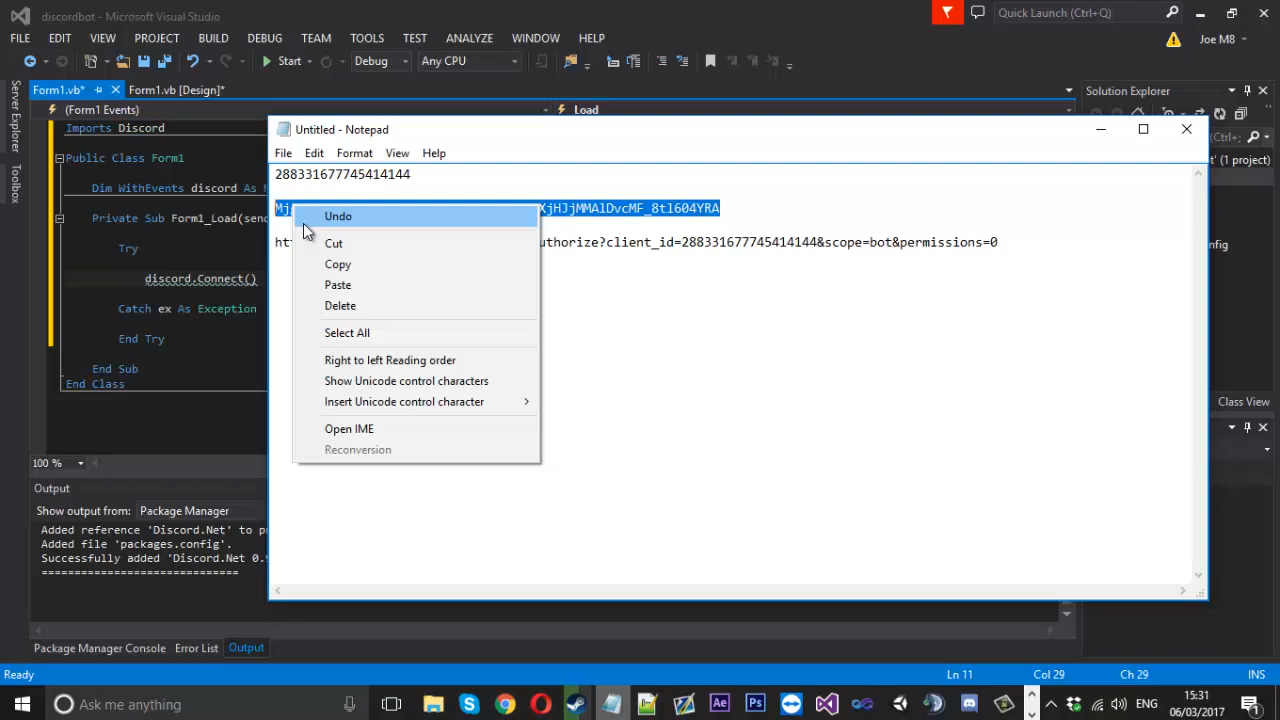 discordbot - Microsoft Visual Studio
Quick Launch (Ctrl+Q)
FILE EDIT VIEW PROJECT BUILD DEBUG TEAM TOOLS TEST ANALYZE WINDOW HELP
Joe M8
Start Debug Any CPU
Form1.vb* Form1.vb [Design]*
Solution Explorer
(Form1 Events) Load
Server Explorer
Toolbox
Imports Discord
Public Class Form1
Dim WithEvents discord As
Private Sub Form1_Load(
Try
discord.Connect()
Catch ex As Exception
End Try
End Sub
End Class
Untitled - Notepad
File Edit Format View Help
288331677745414144
XjHJjMMAlDvcMF_8tl604YRA
uthorize?client_id=288331677745414144&scope=bot&permissions=0
Undo
Cut
Copy
Paste
Delete
Select All
Right to left Reading order
Show Unicode control characters
Insert Unicode control character
Open IME
Reconversion
(Ctrl+;
(1 project)
Class View
100 %
Output
Show output from: Package Manager
Added reference 'Discord.Net' to
Added file 'packages.config'.
Successfully added 'Discord.Net
==============================
Package Manager Console Error List Output
Ready Ln 11 Col 29 Ch 29 INS
Ask me anything
ENG
15:31
06/03/2017